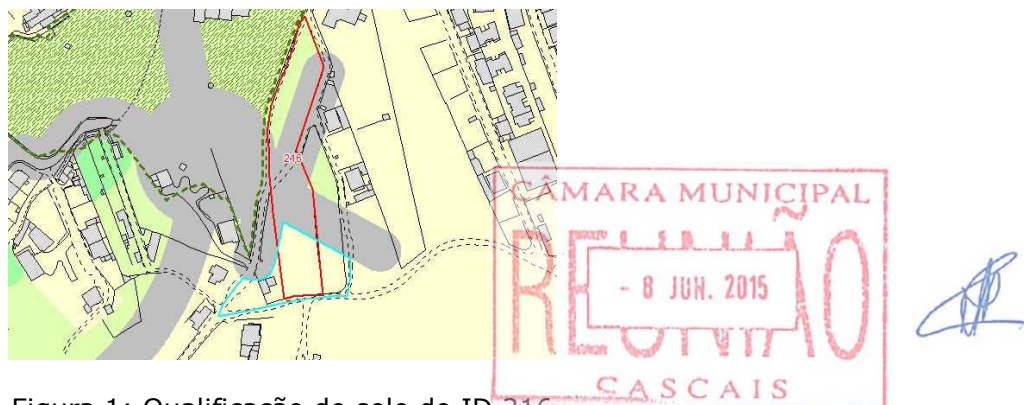 216
CÂMARA MUNICIPAL
REUNIÃO
- 8 JUN. 2015
CASCAIS
Figura 1: Qualificação do solo do ID 216